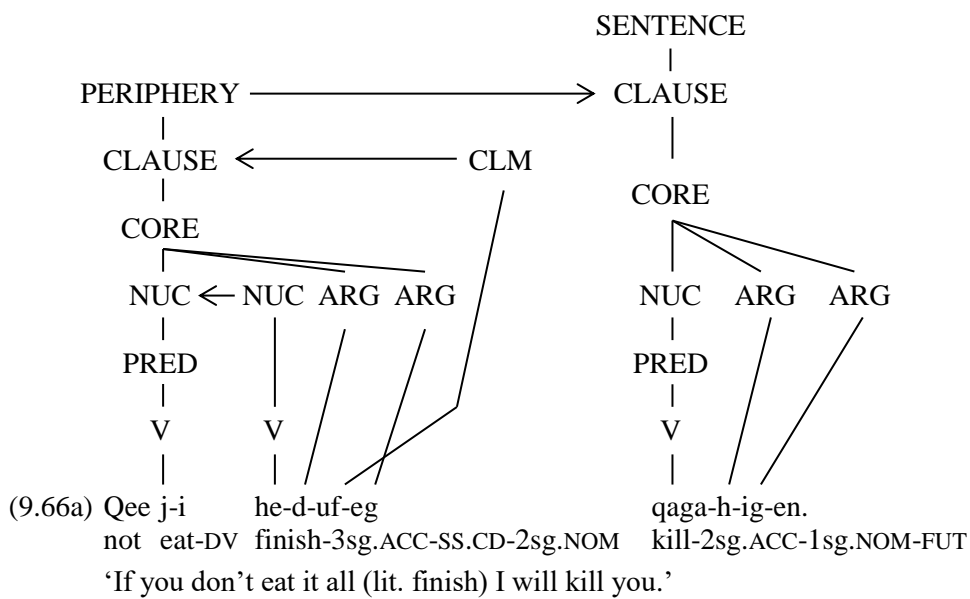 SENTENCE
PERIPHERY CLAUSE
CLAUSE CLM
CORE
CORE
NUC NUC ARG ARG NUC ARG ARG
PRED PRED
V V V
(9.66a) Qee j-i he-d-uf-eg qaga-h-ig-en.
not eat-DV finish-3sg.ACC-SS.CD-2sg.NOM kill-2sg.ACC-1sg.NOM-FUT
‘If you don’t eat it all (lit. finish) I will kill you.’